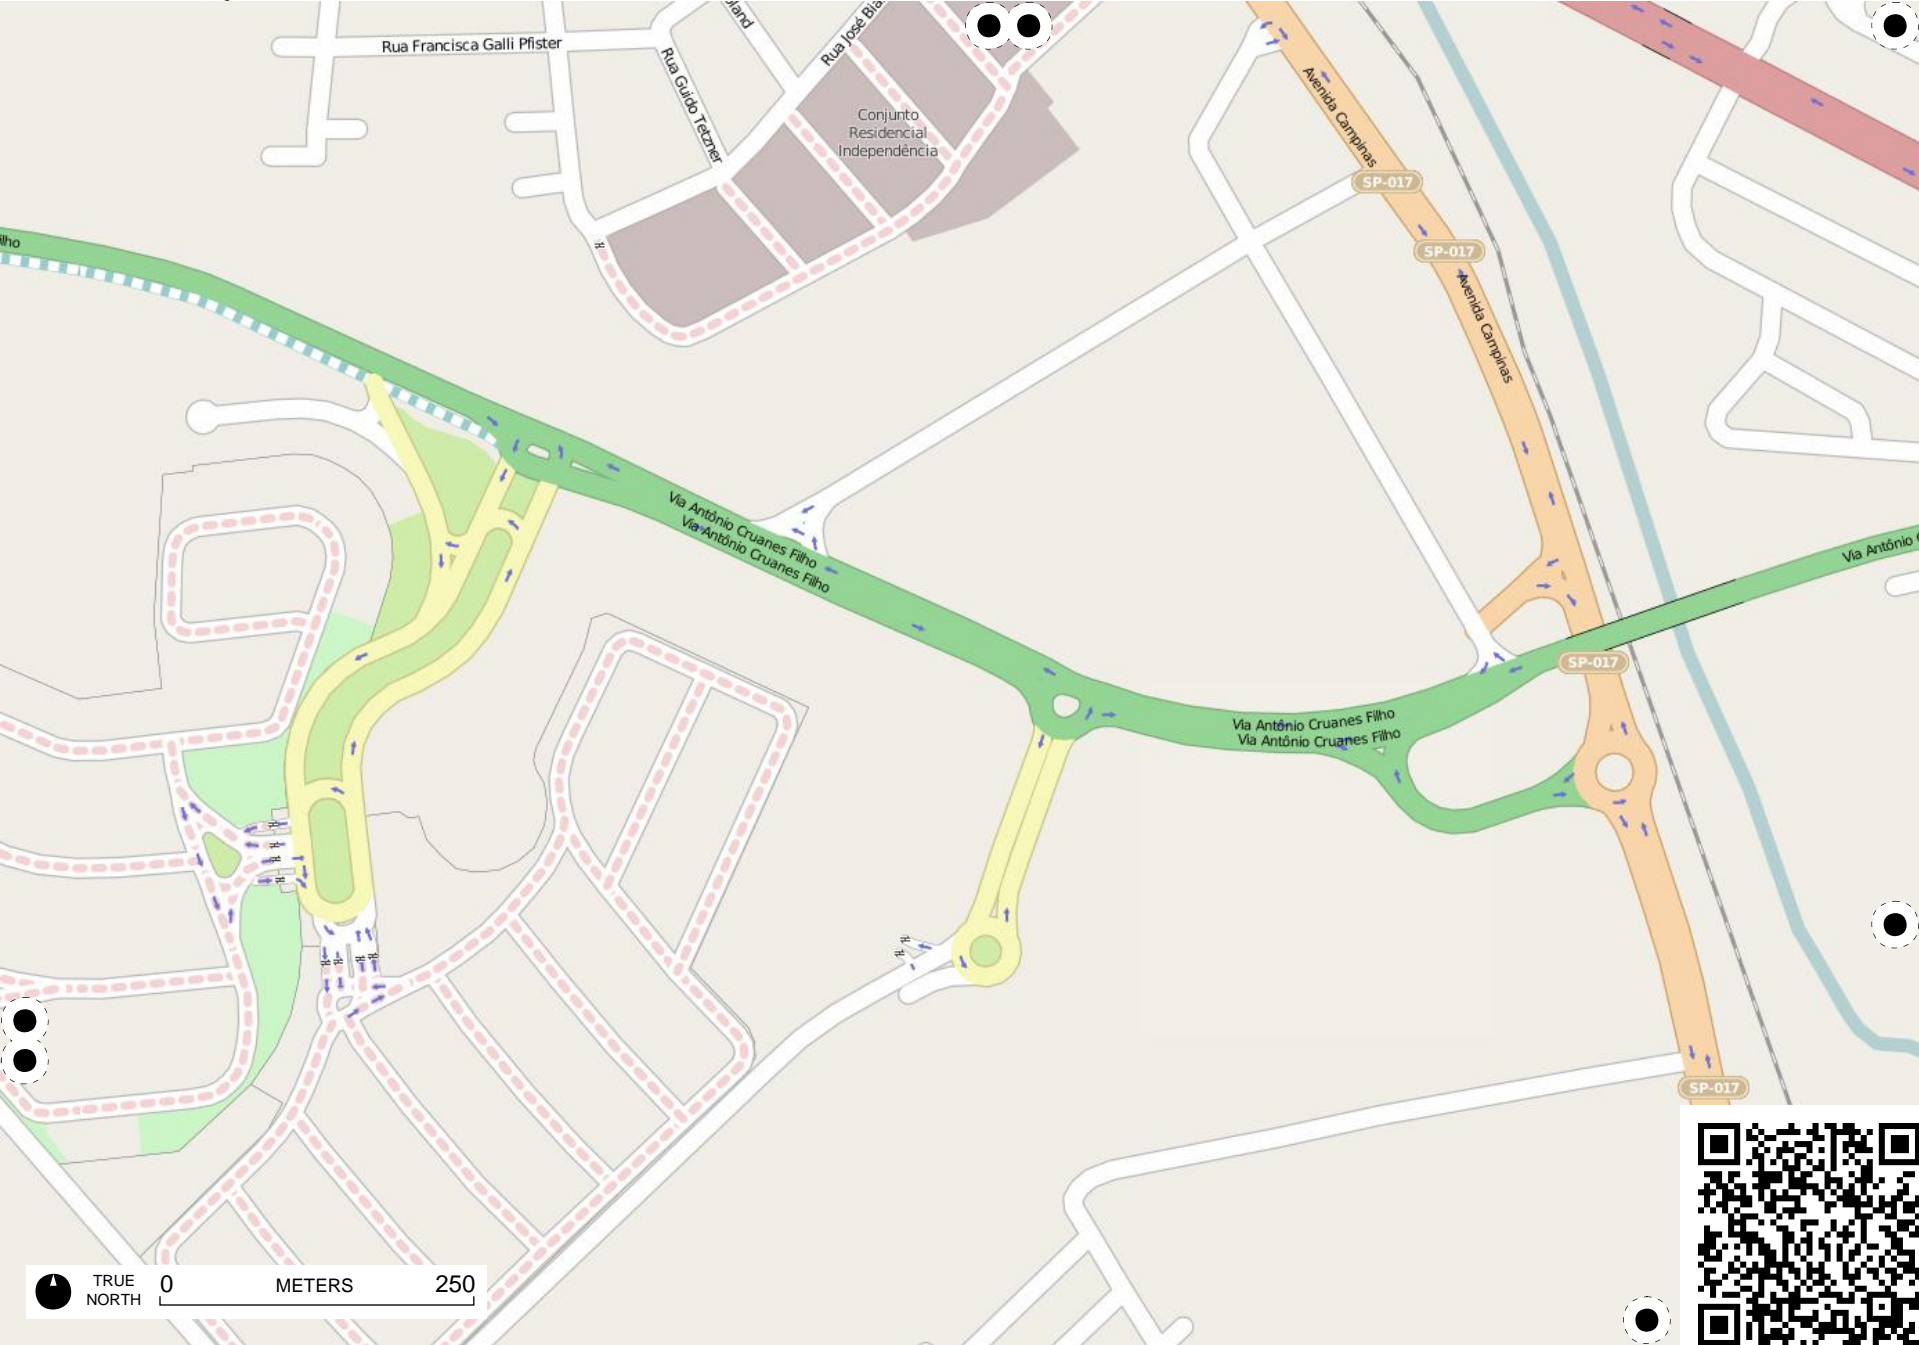 Rua Francisca Galli Pfister
Rua Guido Tetzner
Rua José Bia
Conjunto
Residencial
Independência
Avenida Campinas
SP-017
SP-017
Avenida Campinas
ilho
Via Antônio Cruanes Filho
Via Antônio Cruanes Filho
Via Antônio C
SP-017
Via Antônio Cruanes Filho
Via Antônio Cruanes Filho
SP-017
TRUE
NORTH
0 METERS 250